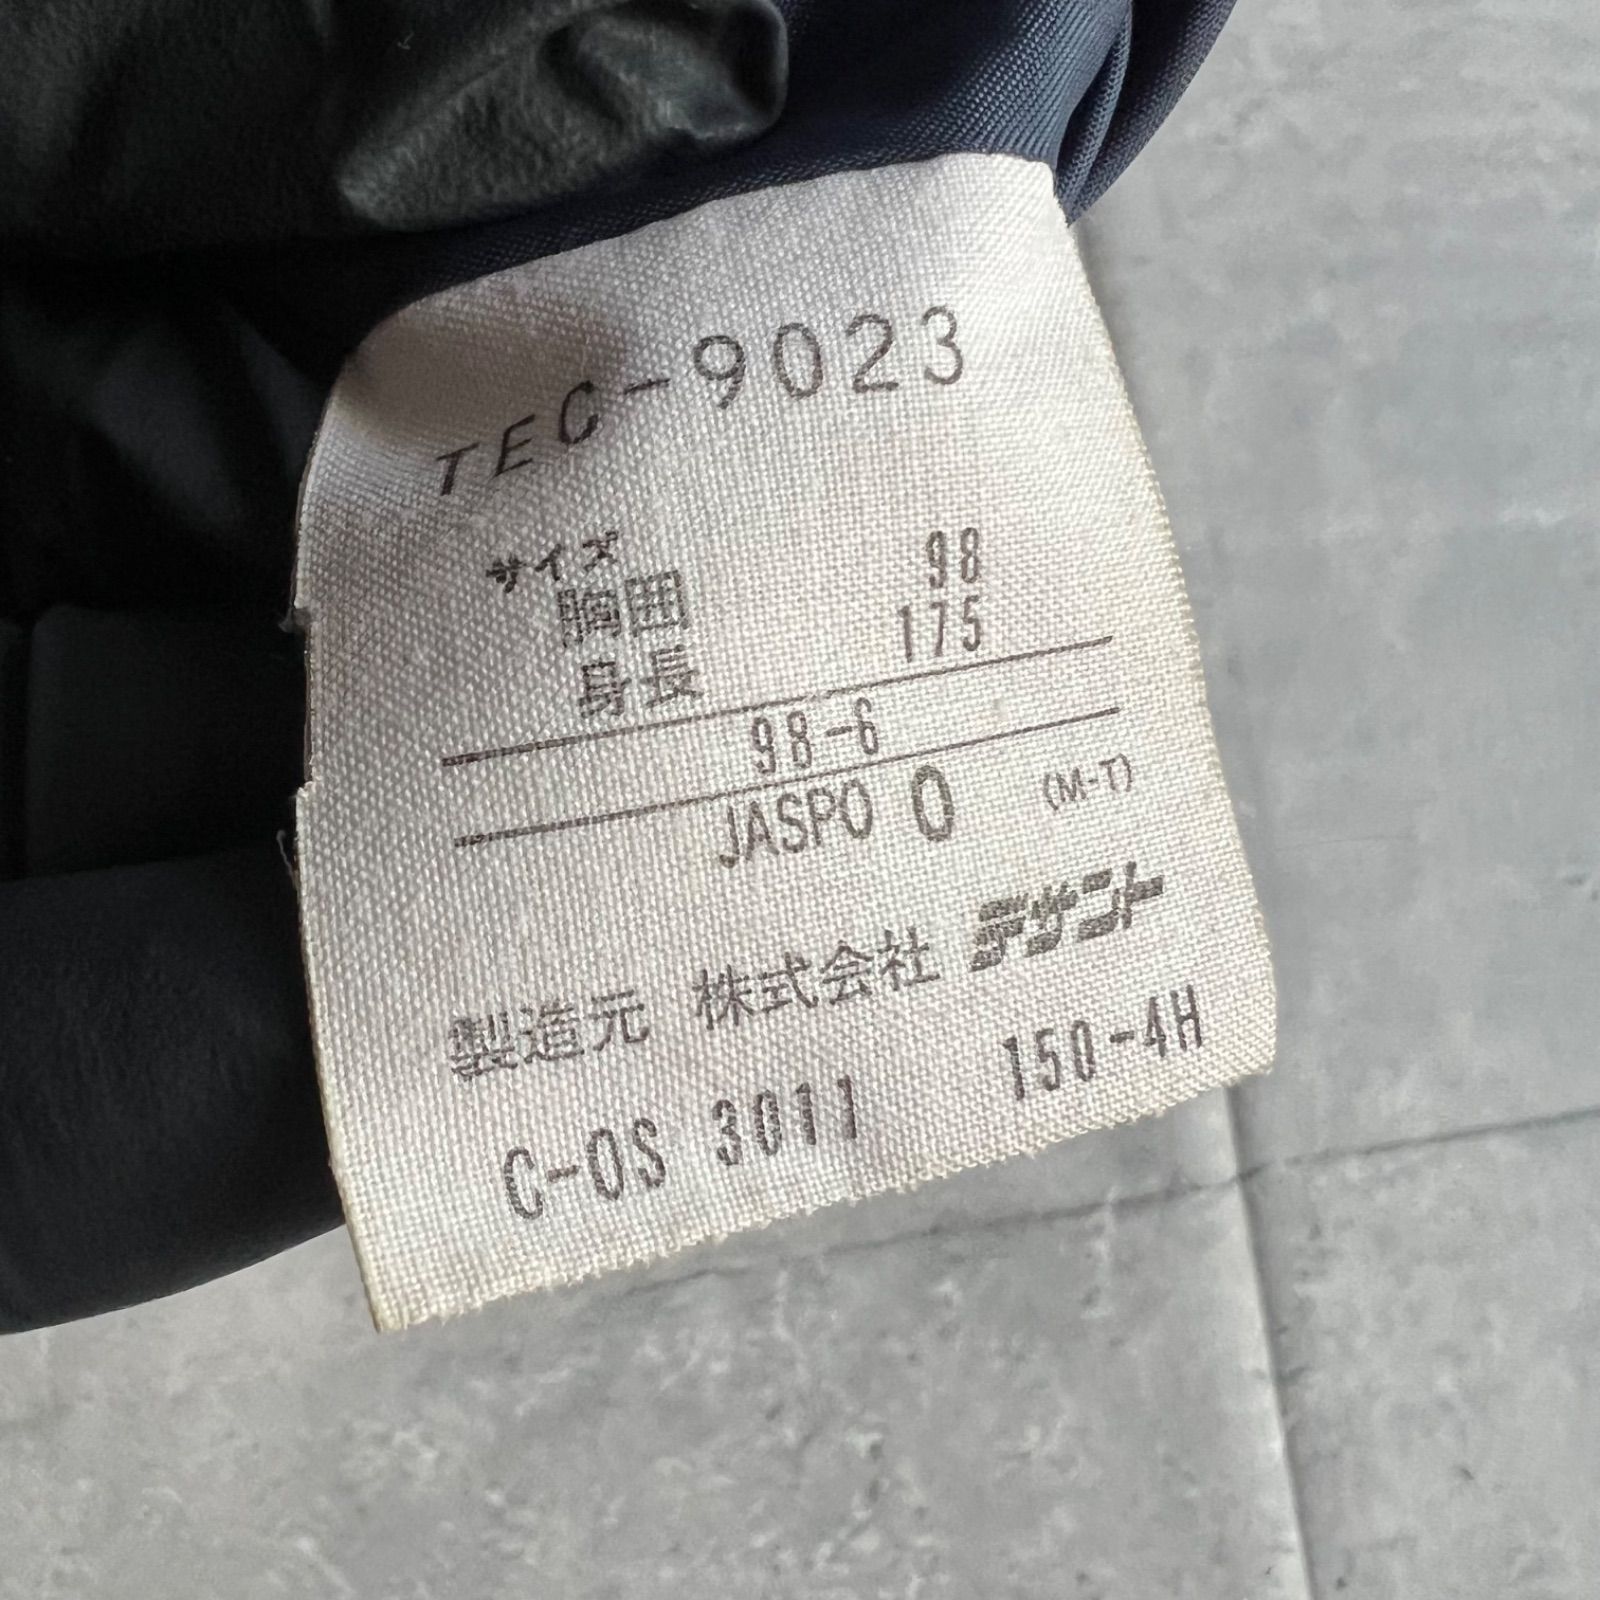 TEC-9023
サイズ
胸囲 98
身長 175
98-6
JASPO O (M-T)
製造元 株式会社 デサント
C-OS 3011 150-4H